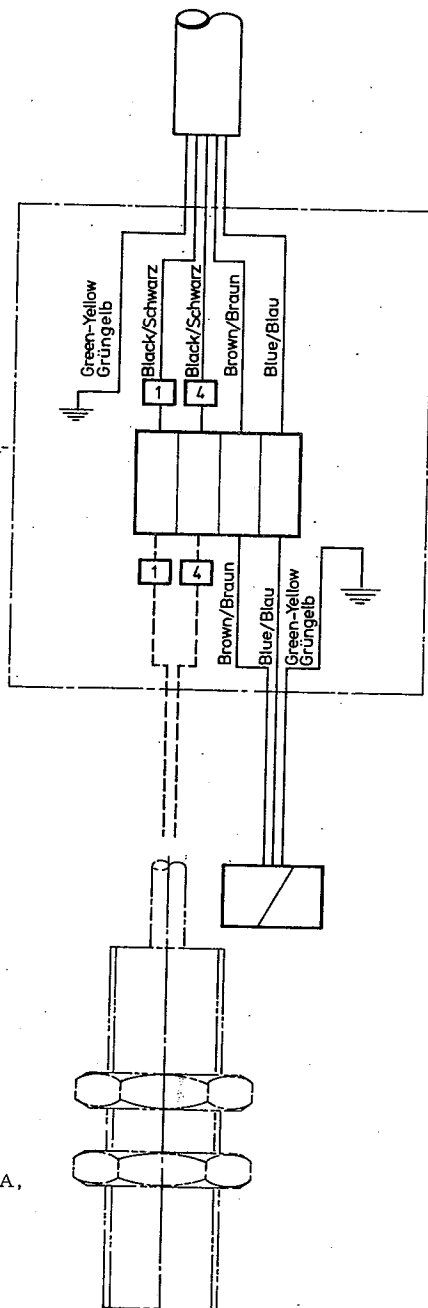 Green-Yellow
Grüngelb
Black/Schwarz
Black/Schwarz
Brown/Braun
Blue/Blau
1
4
1
4
Brown/Braun
Blue/Blau
Green-Yellow
Grüngelb
A,